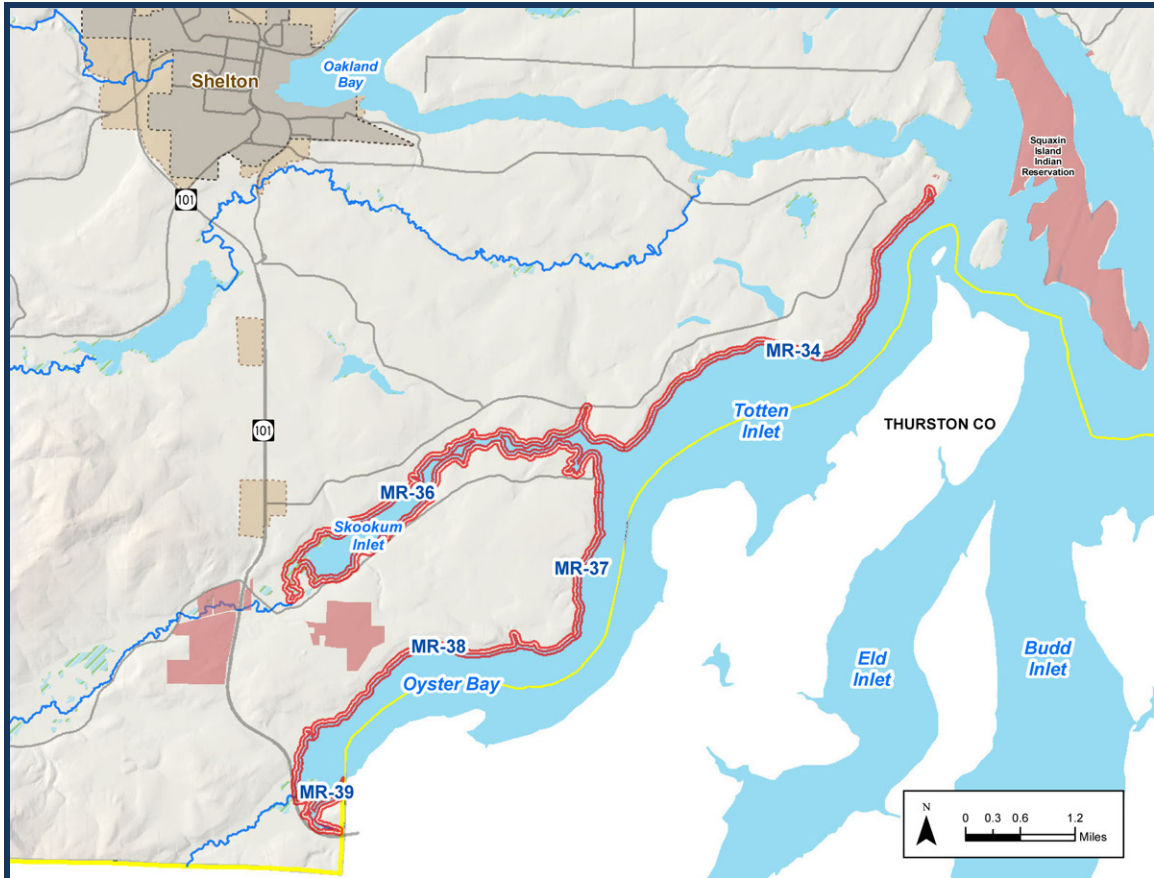 Oakland
Bay
Shelton
Squaxin
Island
Indian
Reservation
101
MR-34
Totten
Inlet
THURSTON CO
101
MR-36
Skookum
Inlet
MR-37
MR-38
Oyster Bay
Eld
Inlet
Budd
Inlet
MR-39
N
0 0.3 0.6 1.2
Miles